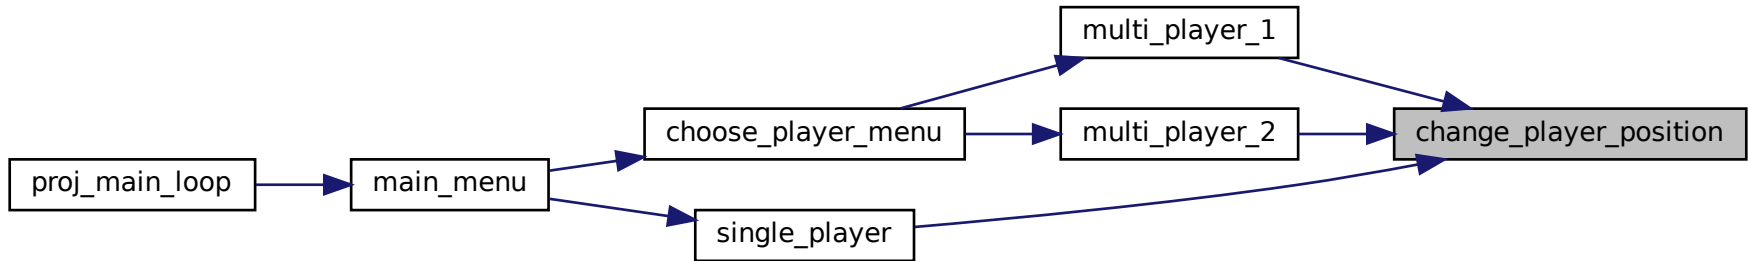 multi_player_1
choose_player_menu
multi_player_2
change_player_position
proj_main_loop
main_menu
single_player